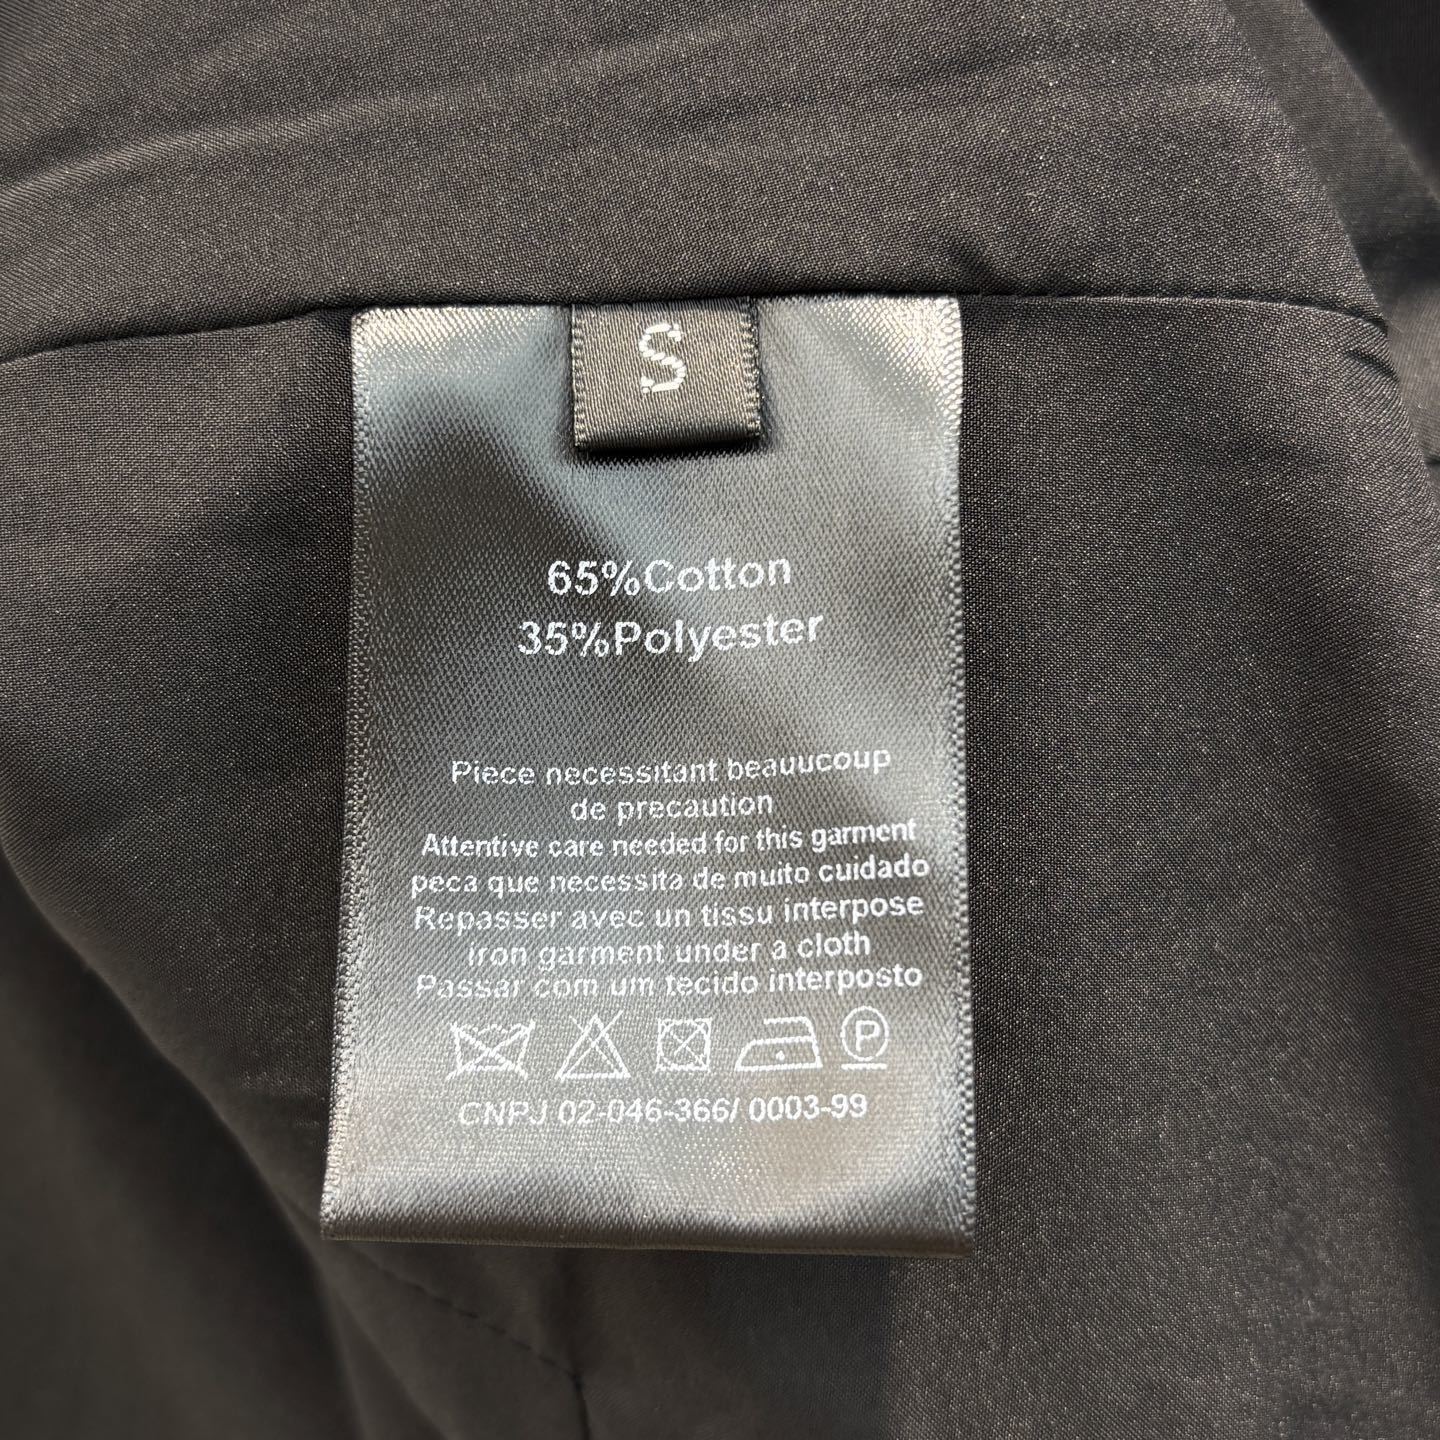 S
65%Cotton
35%Polyester
Piece necessitant beauucoup
de precaution
Attentive care needed for this garment
peca que necessita de muito cuidado
Repasser avec un tissu interpose
iron garment under a cloth
Passar com um tecido interposto
P
CNPJ 02-046-366/ 0003-99